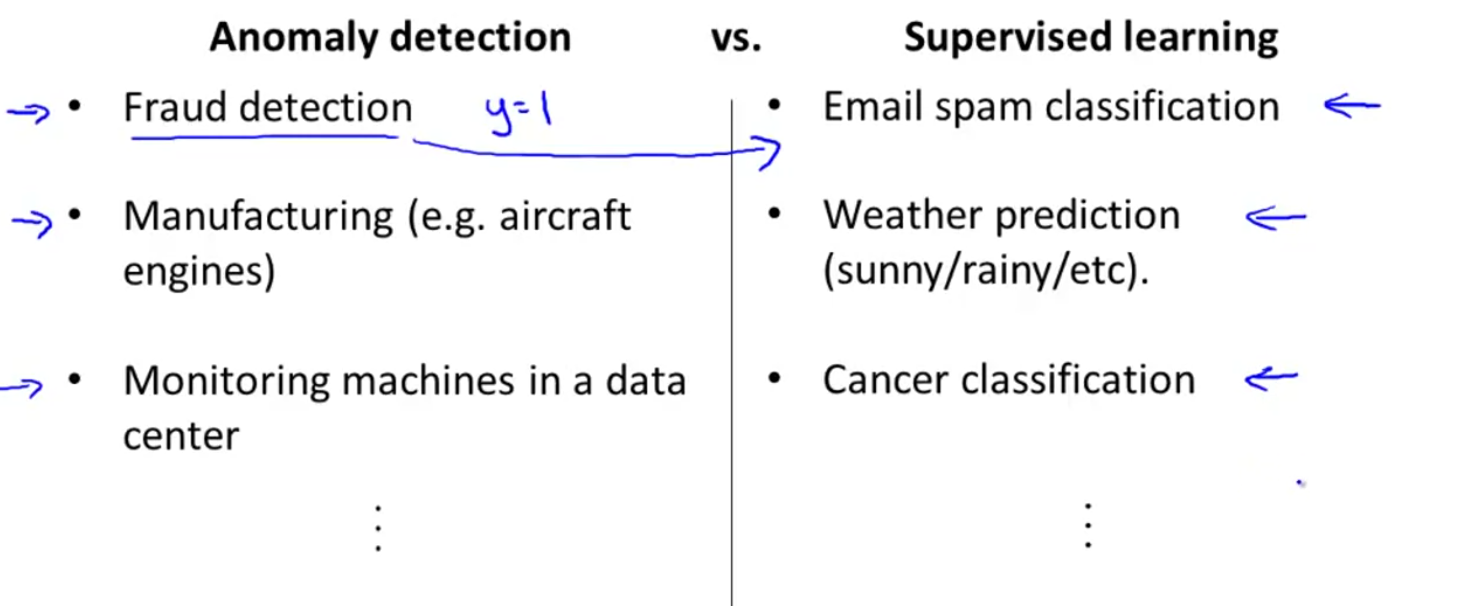 Anomaly detection vs. Supervised learning
• Fraud detection y=1
• Manufacturing (e.g. aircraft
engines)
• Monitoring machines in a data
center
• Email spam classification
• Weather prediction
(sunny/rainy/etc).
• Cancer classification